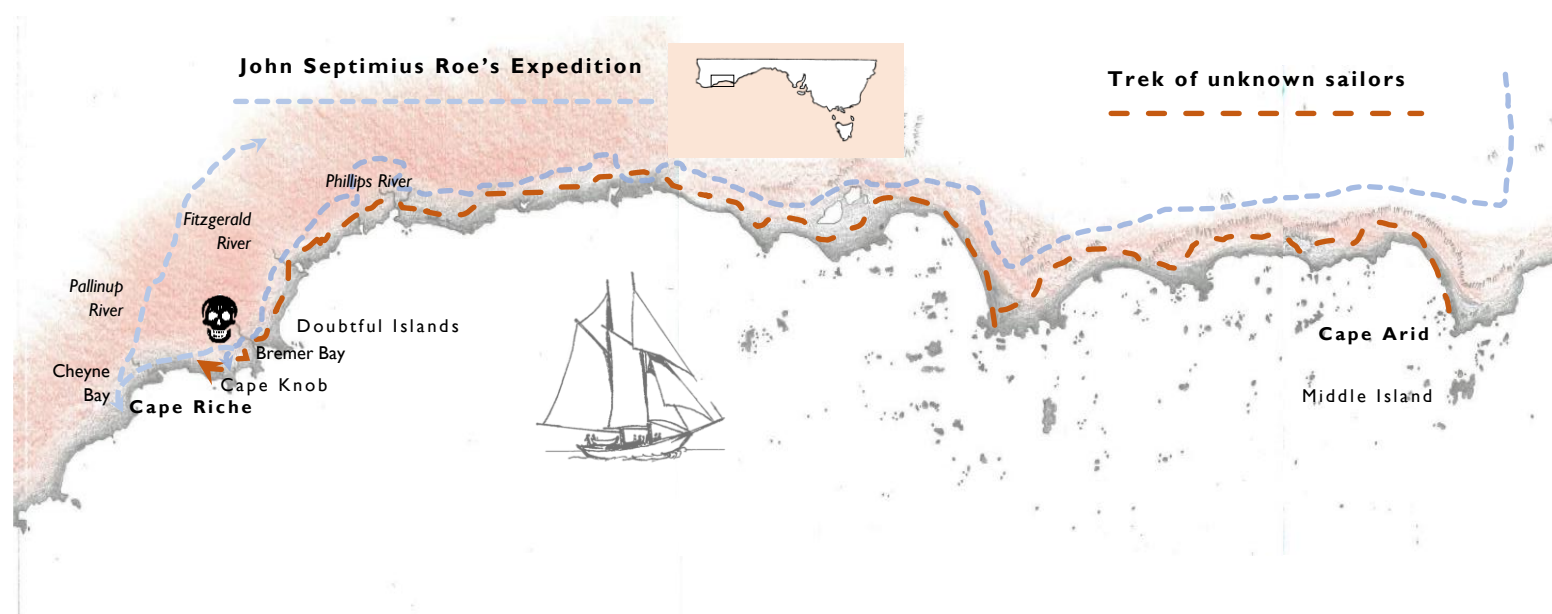 John Septimius Roe's Expedition
Trek of unknown sailors
Phillips River
Fitzgerald
River
Pallinup
River
Doubtful Islands
Bremer Bay
Cheyne
Bay
Cape Knob
Cape Riche
Cape Arid
Middle Island